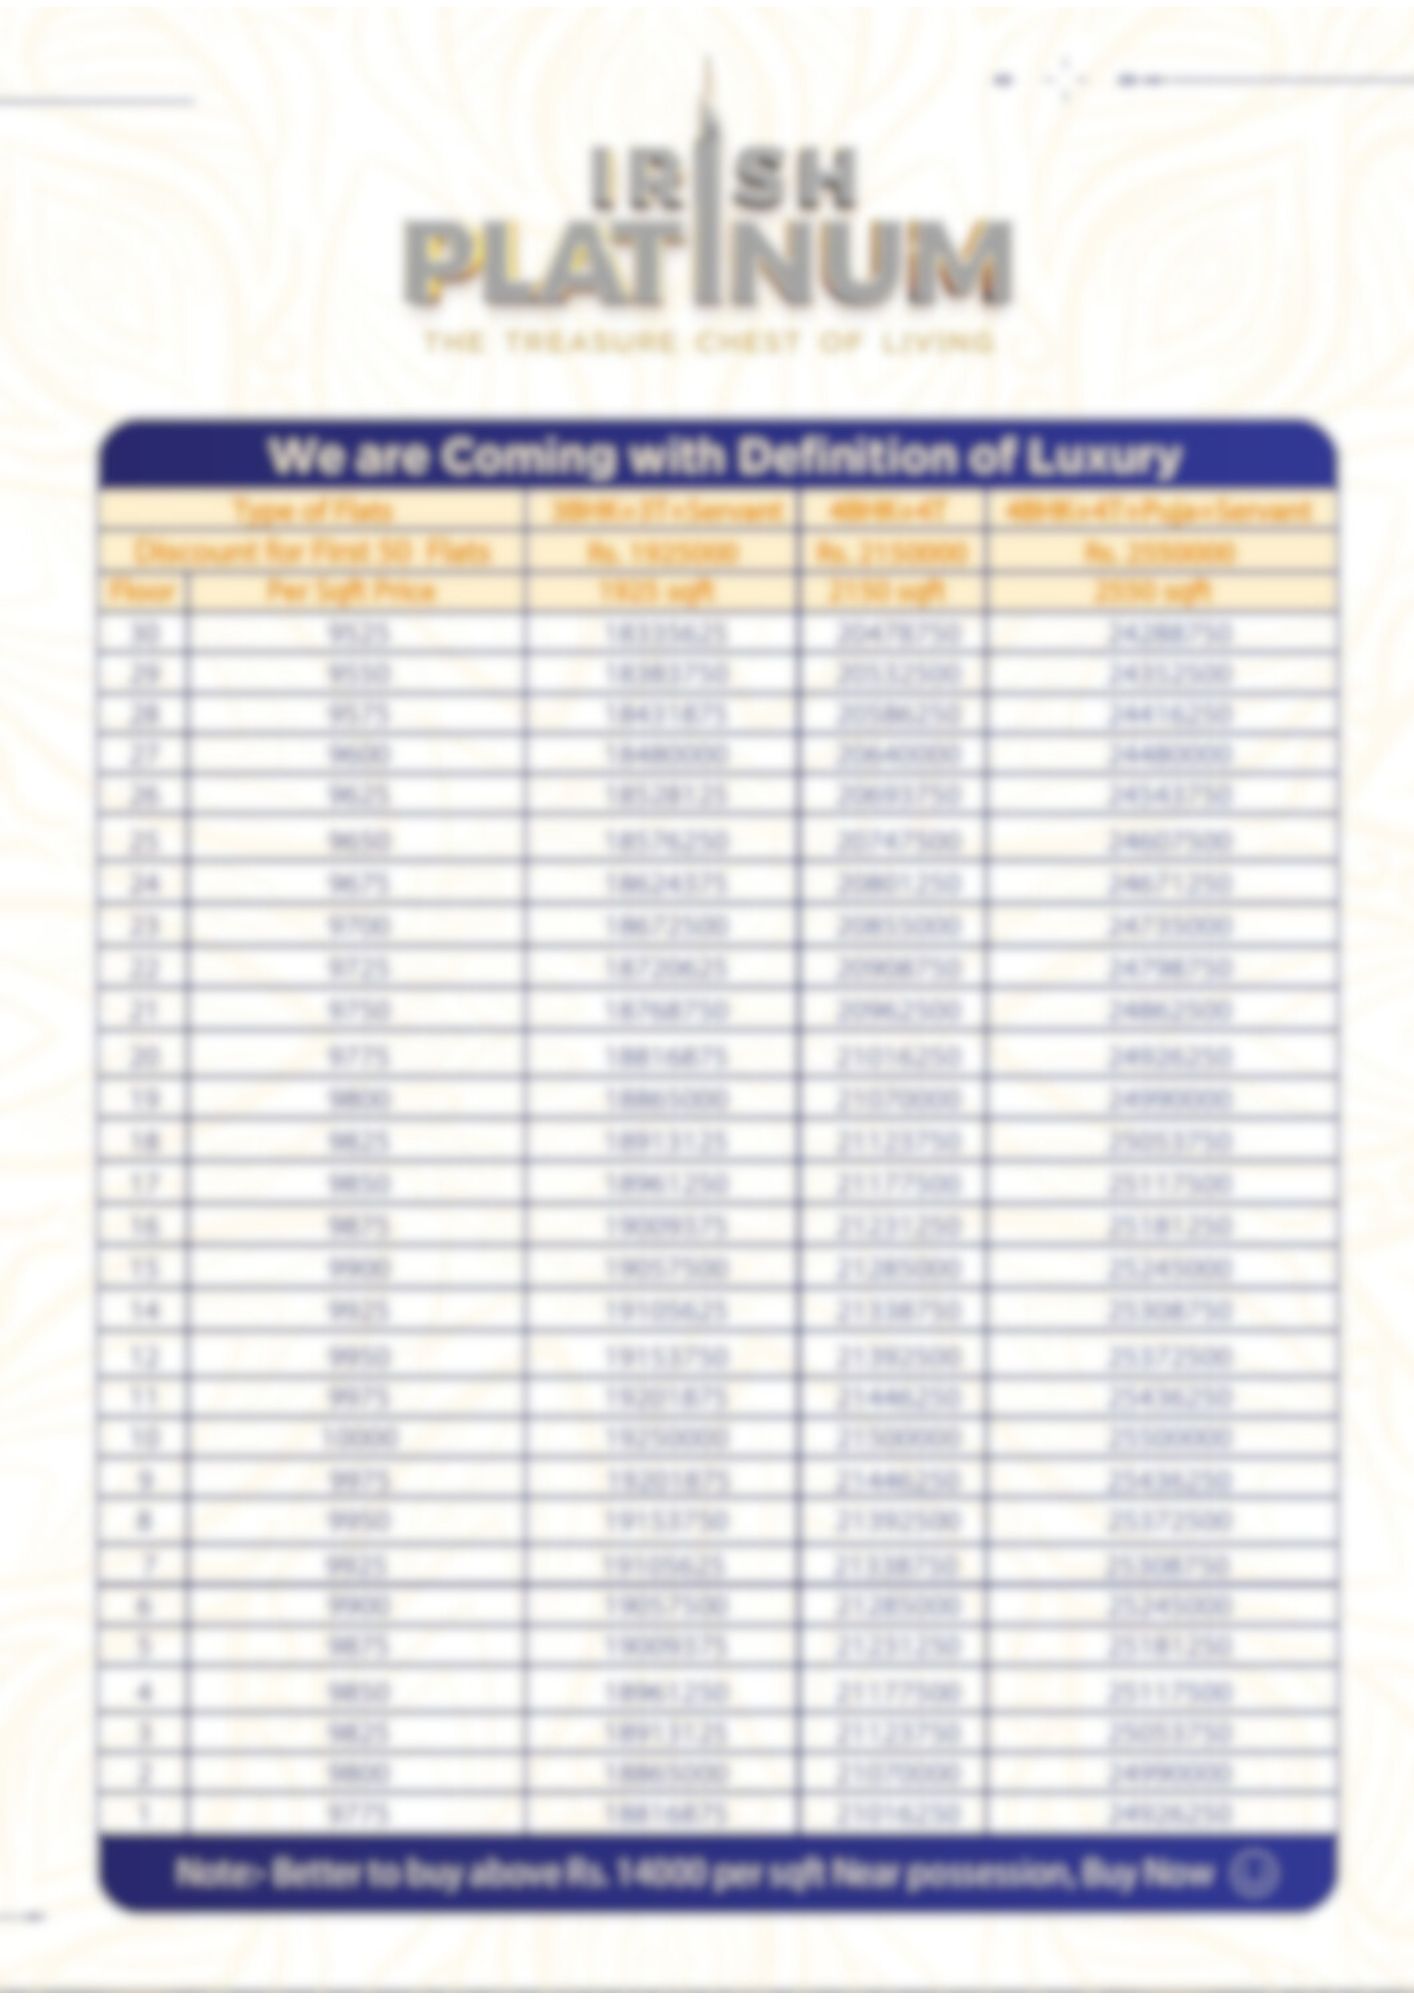 IRISH
PLATINUM
THE TREASURE CHEST OF LIVING
We are Coming with Definition of Luxury
Type of Flats 3BHK+3T+Servant 4BHK+4T 4BHK+4T+Puja+Servant
Discount for First 50 Flats Rs. 1925000 Rs. 2150000 Rs. 2550000
Floor Per Sqft Price 1925 sqft 2150 sqft 2550 sqft
30 9525 18335625 20478750 24288750
29 9550 18383750 20532500 24352500
28 9575 18431875 20586250 24416250
27 9600 18480000 20640000 24480000
26 9625 18528125 20693750 24543750
25 9650 18576250 20747500 24607500
24 9675 18624375 20801250 24671250
23 9700 18672500 20855000 24735000
22 9725 18720625 20908750 24798750
21 9750 18768750 20962500 24862500
20 9775 18816875 21016250 24926250
19 9800 18865000 21070000 24990000
18 9825 18913125 21123750 25053750
17 9850 18961250 21177500 25117500
16 9875 19009375 21231250 25181250
15 9900 19057500 21285000 25245000
14 9925 19105625 21338750 25308750
12 9950 19153750 21392500 25372500
11 9975 19201875 21446250 25436250
10 10000 19250000 21500000 25500000
9 9975 19201875 21446250 25436250
8 9950 19153750 21392500 25372500
7 9925 19105625 21338750 25308750
6 9900 19057500 21285000 25245000
5 9875 19009375 21231250 25181250
4 9850 18961250 21177500 25117500
3 9825 18913125 21123750 25053750
2 9800 18865000 21070000 24990000
1 9775 18816875 21016250 24926250
Note:- Better to buy above Rs. 14000 per sqft Near possession, Buy Now